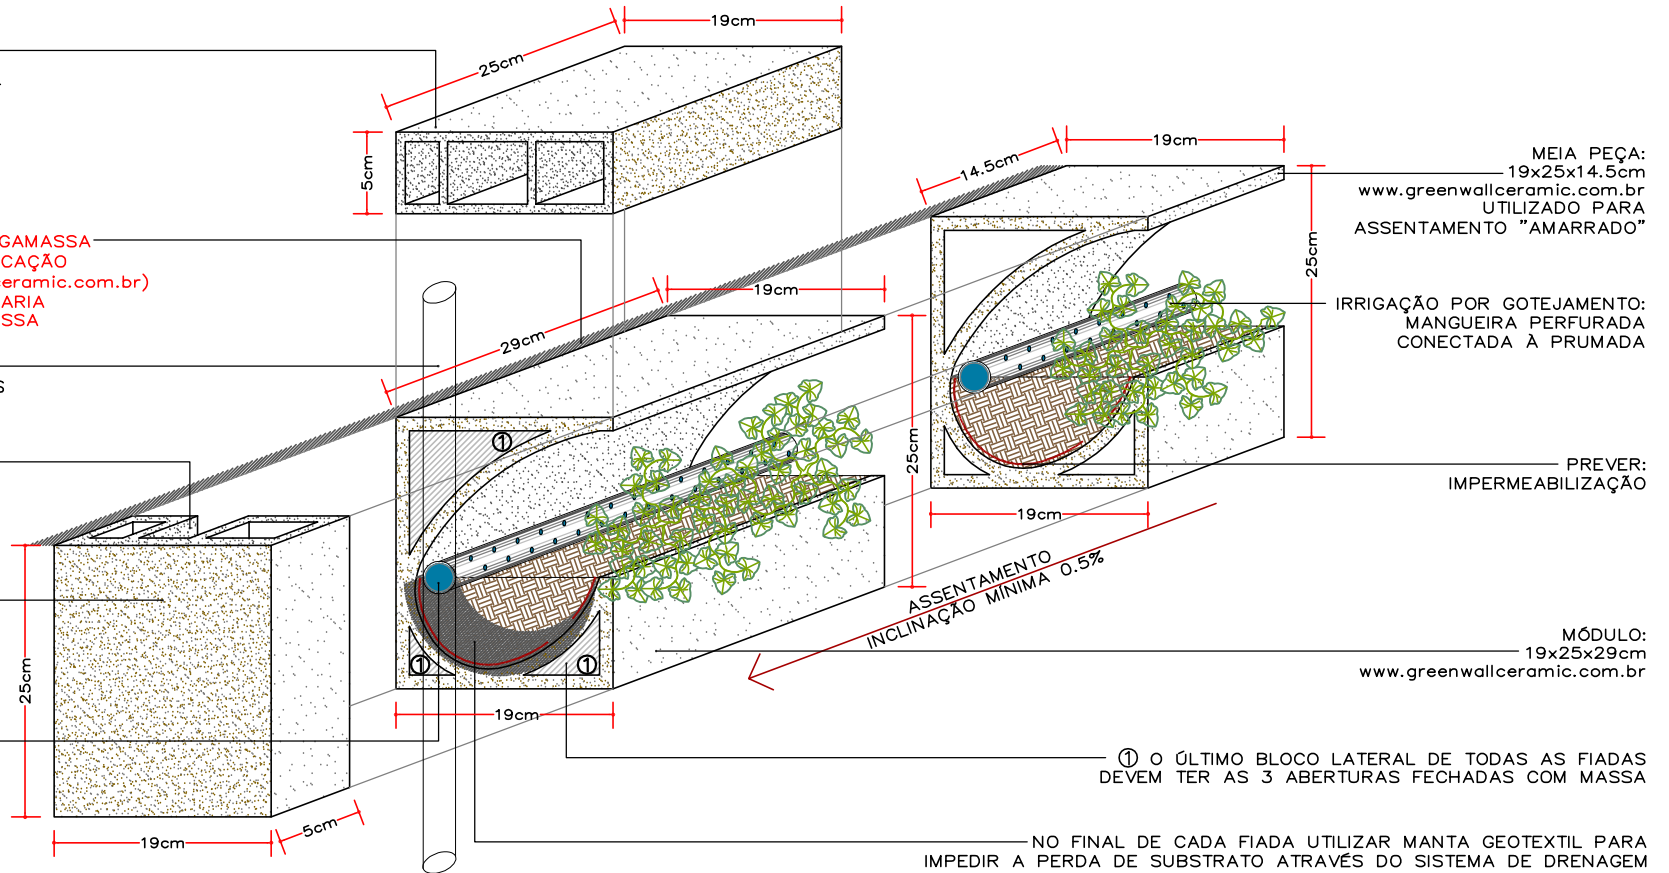 19cm
25cm
5cm
14.5cm
19cm
25cm
MEIA PEÇA:
19x25x14.5cm
www.greenwallceramic.com.br
UTILIZADO PARA
ASSENTAMENTO "AMARRADO"
GAMASSA
CAÇÃO
eramic.com.br)
ARIA
SSA
29cm
19cm
25cm
IRRIGAÇÃO POR GOTEJAMENTO:
MANGUEIRA PERFURADA
CONECTADA À PRUMADA
S
1
PREVER:
IMPERMEABILIZAÇÃO
19cm
ASSENTAMENTO
INCLINAÇÃO MÍNIMA 0.5%
1
1
25cm
19cm
MÓDULO:
19x25x29cm
www.greenwallceramic.com.br
19cm
5cm
1 O ÚLTIMO BLOCO LATERAL DE TODAS AS FIADAS
DEVEM TER AS 3 ABERTURAS FECHADAS COM MASSA
NO FINAL DE CADA FIADA UTILIZAR MANTA GEOTEXTIL PARA
IMPEDIR A PERDA DE SUBSTRATO ATRAVÉS DO SISTEMA DE DRENAGEM